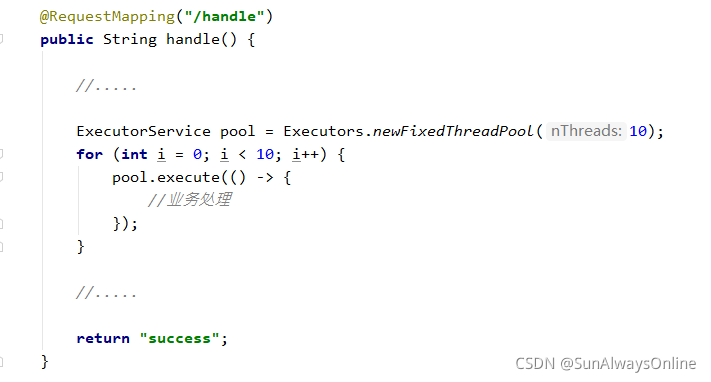 @RequestMapping("/handle")
public String handle() {
//.....
ExecutorService pool = Executors.newFixedThreadPool( nThreads: 10);
for (int i = 0; i < 10; i++) {
pool.execute(() -> {
//业务处理
});
}
//.....
return "success";
}
CSDN @SunAlwaysOnline